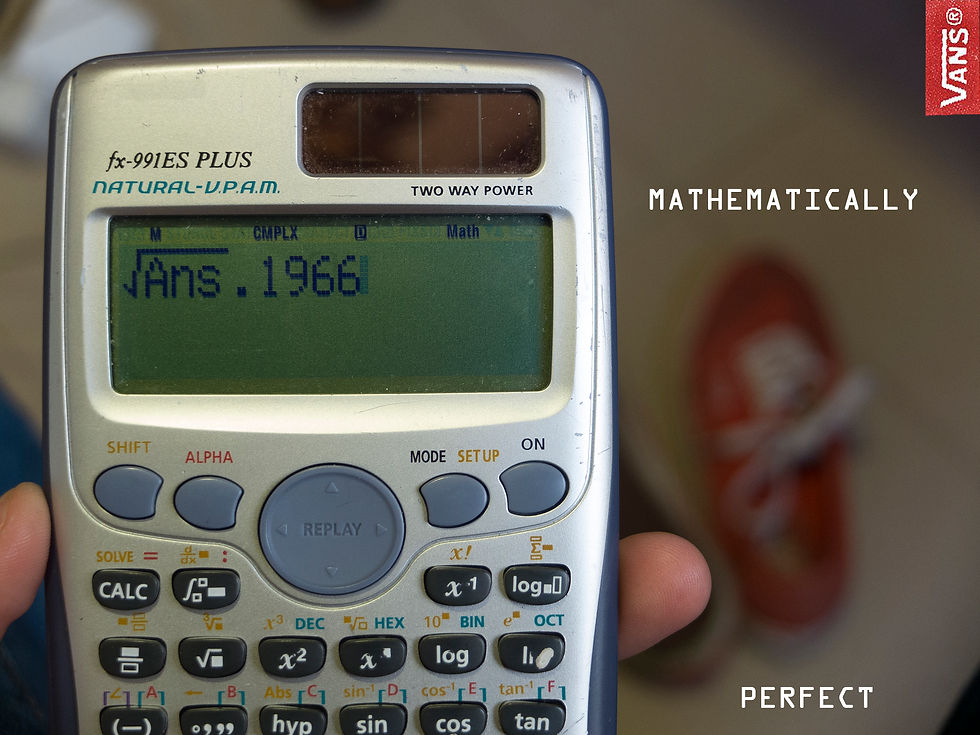 VANS®
fx-991ES PLUS
NATURAL-V.P.A.M.
TWO WAY POWER
MATHEMATICALLY
M CMPLX D Math
√Ans.1966
SHIFT ALPHA MODE SETUP ON
REPLAY
SOLVE = d/dx : x! Σ
CALC ∫ x-1 log
x³ DEC HEX 10 BIN e OCT
√ x² x log
∠ A ← B Abs C sin⁻¹ D cos⁻¹ E tan⁻¹ F
(−) hyp sin cos tan
PERFECT